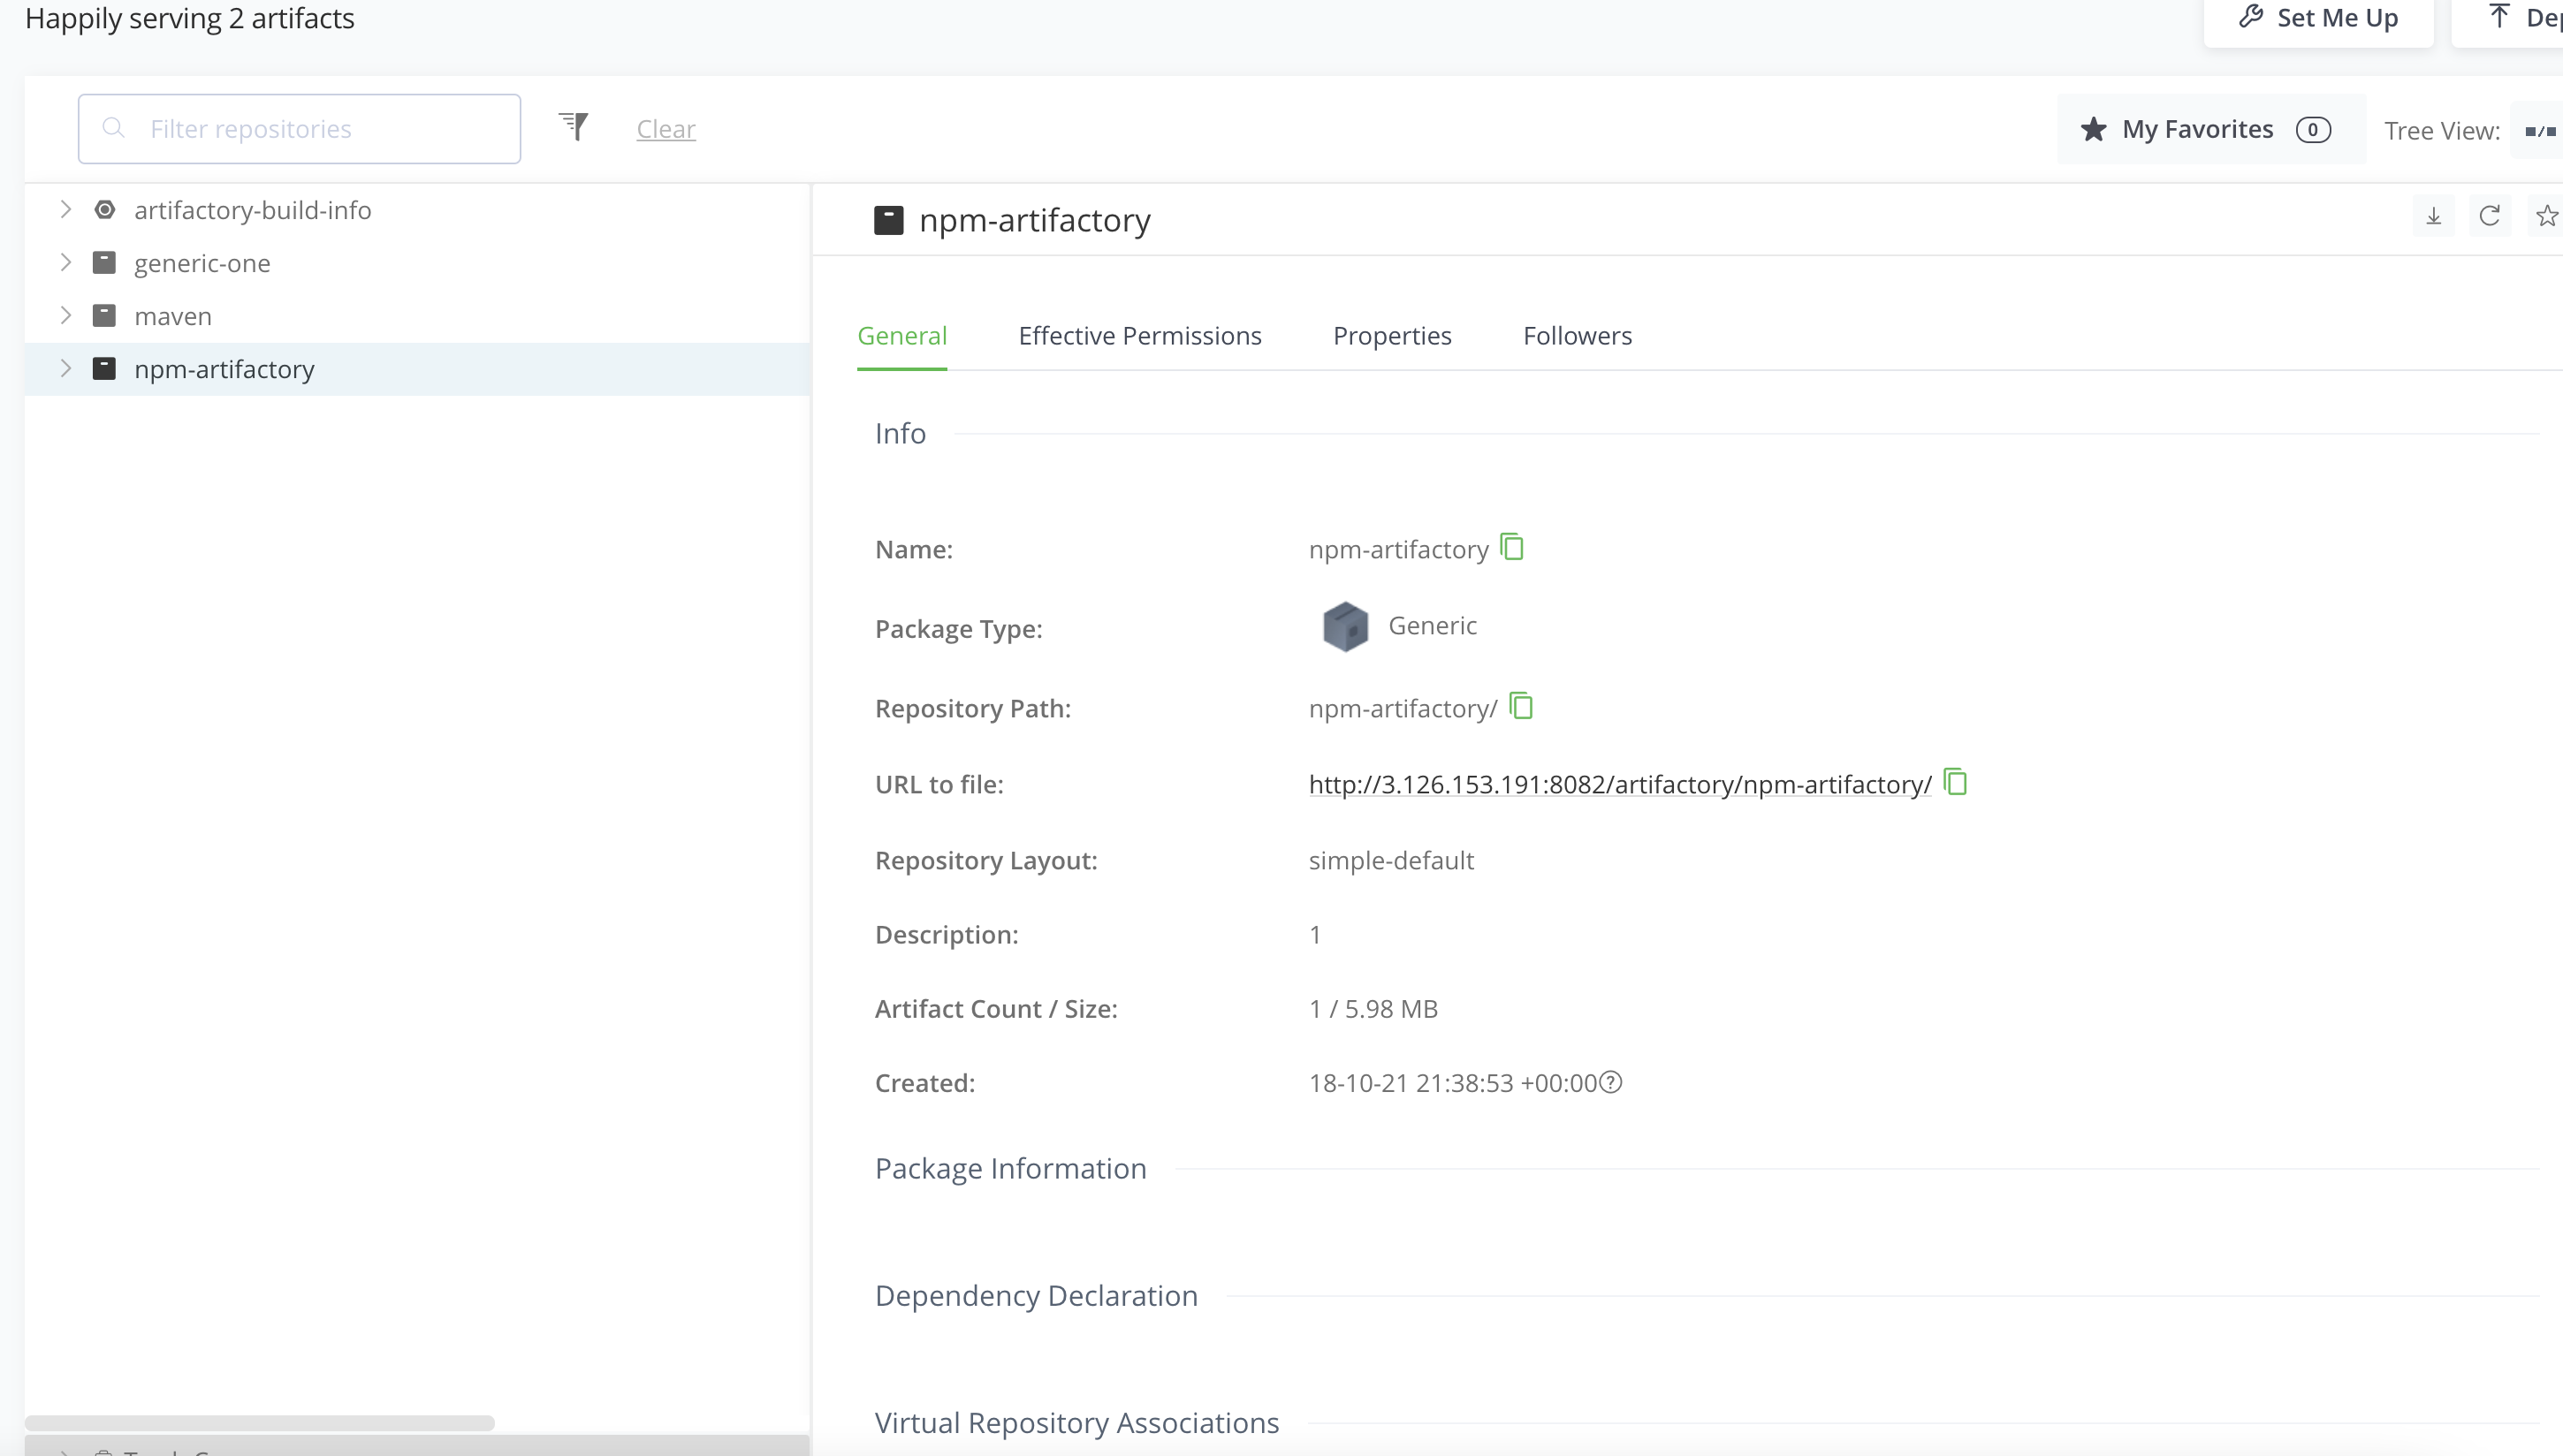 Happily serving 2 artifacts
Set Me Up
Filter repositories
Clear
My Favorites 0
Tree View:
artifactory-build-info
generic-one
maven
npm-artifactory
npm-artifactory
General Effective Permissions Properties Followers
Info
Name: npm-artifactory
Package Type: Generic
Repository Path: npm-artifactory/
URL to file: http://3.126.153.191:8082/artifactory/npm-artifactory/
Repository Layout: simple-default
Description: 1
Artifact Count / Size: 1 / 5.98 MB
Created: 18-10-21 21:38:53 +00:00
Package Information
Dependency Declaration
Virtual Repository Associations